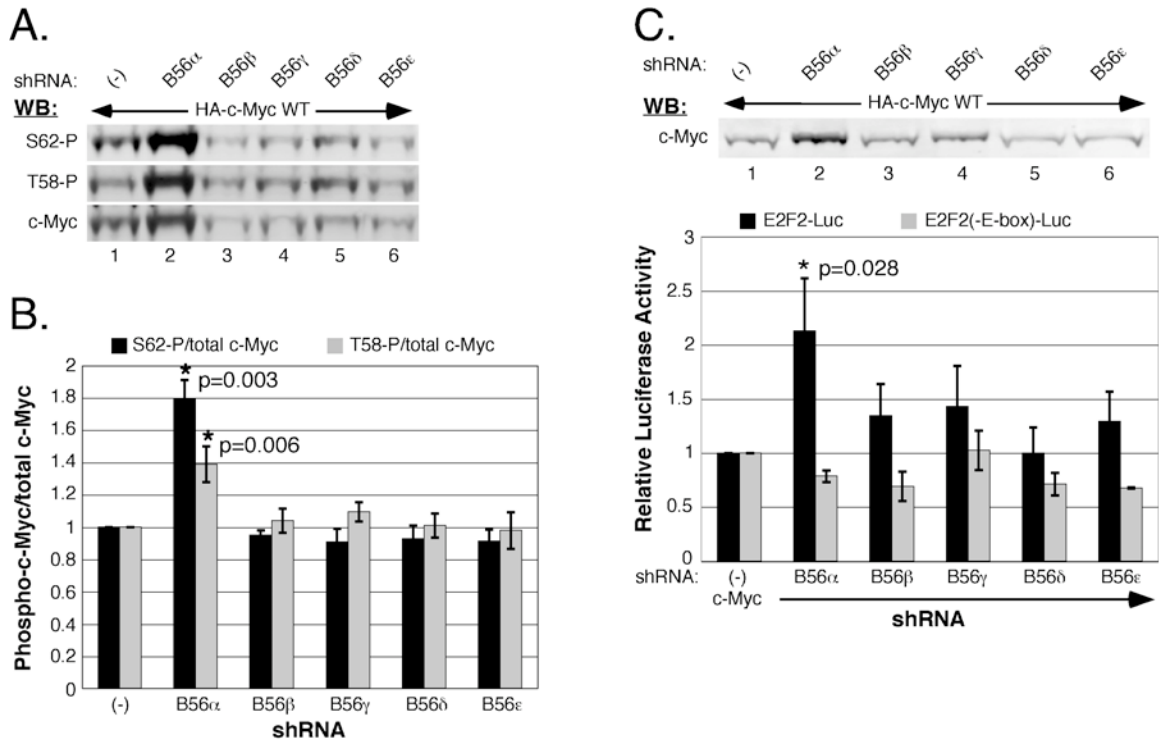 A.
shRNA: (-) B56α B56β B56γ B56δ B56ε
WB: HA-c-Myc WT
S62-P
T58-P
c-Myc
1 2 3 4 5 6
B.
S62-P/total c-Myc T58-P/total c-Myc
Phospho-c-Myc/total c-Myc
2
1.8
1.6
1.4
1.2
1
0.8
0.6
0.4
0.2
0
* p=0.003
* p=0.006
(-) B56α B56β B56γ B56δ B56ε
shRNA
C.
shRNA: (-) B56α B56β B56γ B56δ B56ε
WB: HA-c-Myc WT
c-Myc
1 2 3 4 5 6
E2F2-Luc E2F2(-E-box)-Luc
Relative Luciferase Activity
3
2.5
2
1.5
1
0.5
0
* p=0.028
shRNA: (-) B56α B56β B56γ B56δ B56ε
c-Myc
shRNA